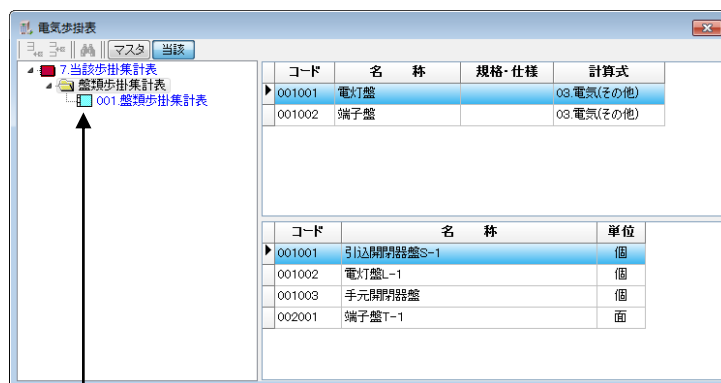 電気歩掛表
マスタ 当該
7.当該歩掛集計表
盤類歩掛集計表
001.盤類歩掛集計表
コード 名 称 規格・仕様 計算式
001001 電灯盤 03.電気(その他)
001002 端子盤 03.電気(その他)
コード 名 称 単位
001001 引込開閉器盤S-1 個
001002 電灯盤L-1 個
001003 手元開閉器盤 個
002001 端子盤T-1 面